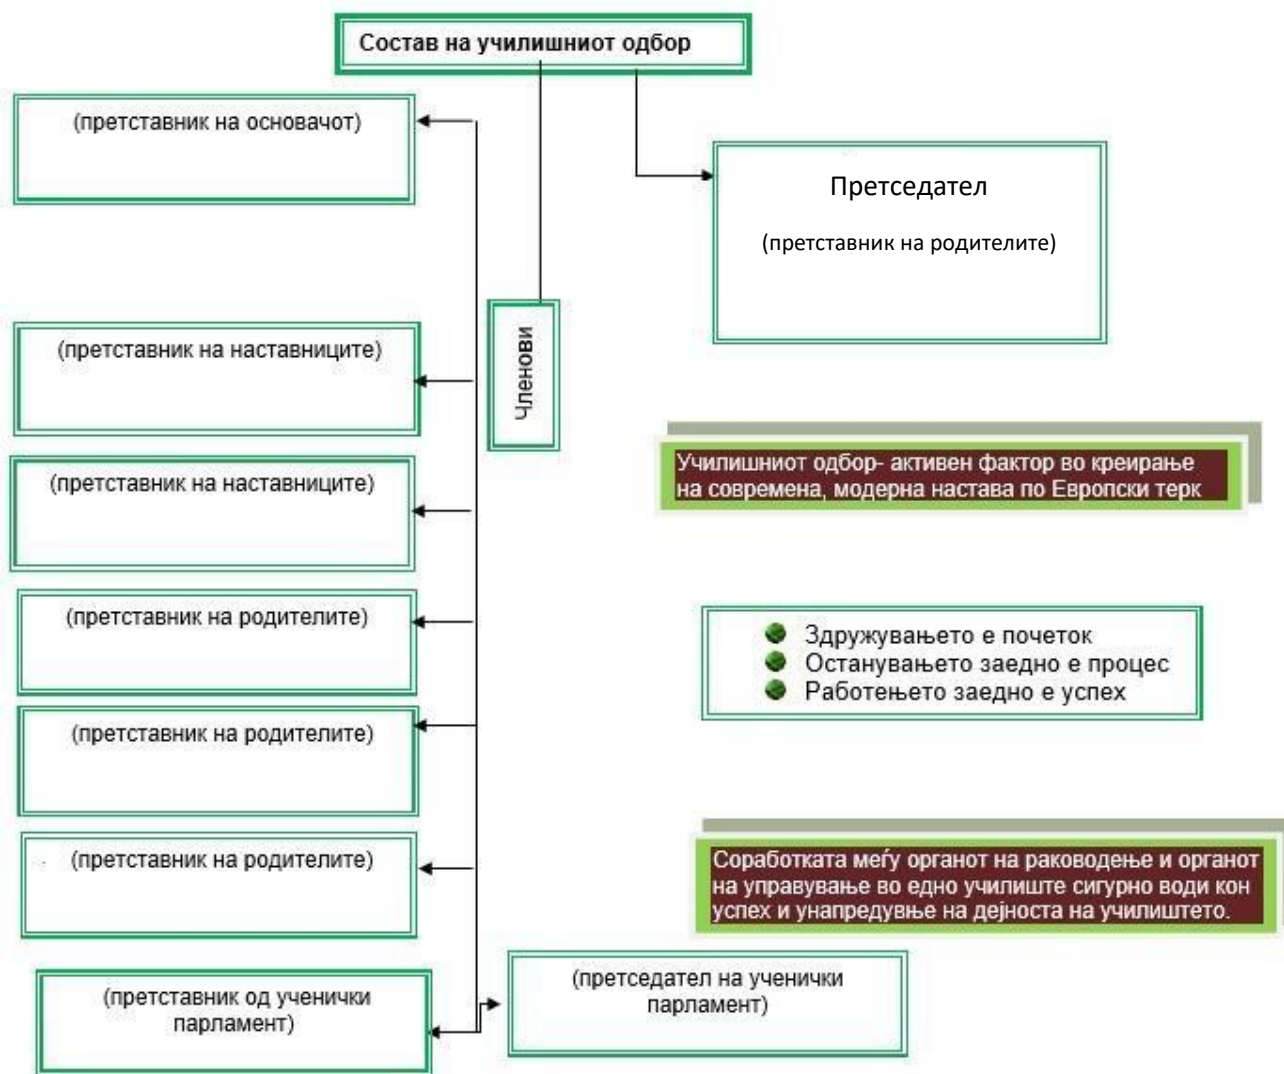 Состав на училишниот одбор
(претставник на основачот)
Претседател
(претставник на родителите)
Членови
(претставник на наставниците)
(претставник на наставниците)
(претставник на родителите)
(претставник на родителите)
(претставник на родителите)
(претставник од ученички
парламент)
(претседател на ученички
парламент)
Училишниот одбор- активен фактор во креирање
на современа, модерна настава по Европски терк
Здружувањето е почеток
Останувањето заедно е процес
Работењето заедно е успех
Соработката меѓу органот на раководење и органот
на управување во едно училиште сигурно води кон
успех и унапредувње на дејноста на училиштето.